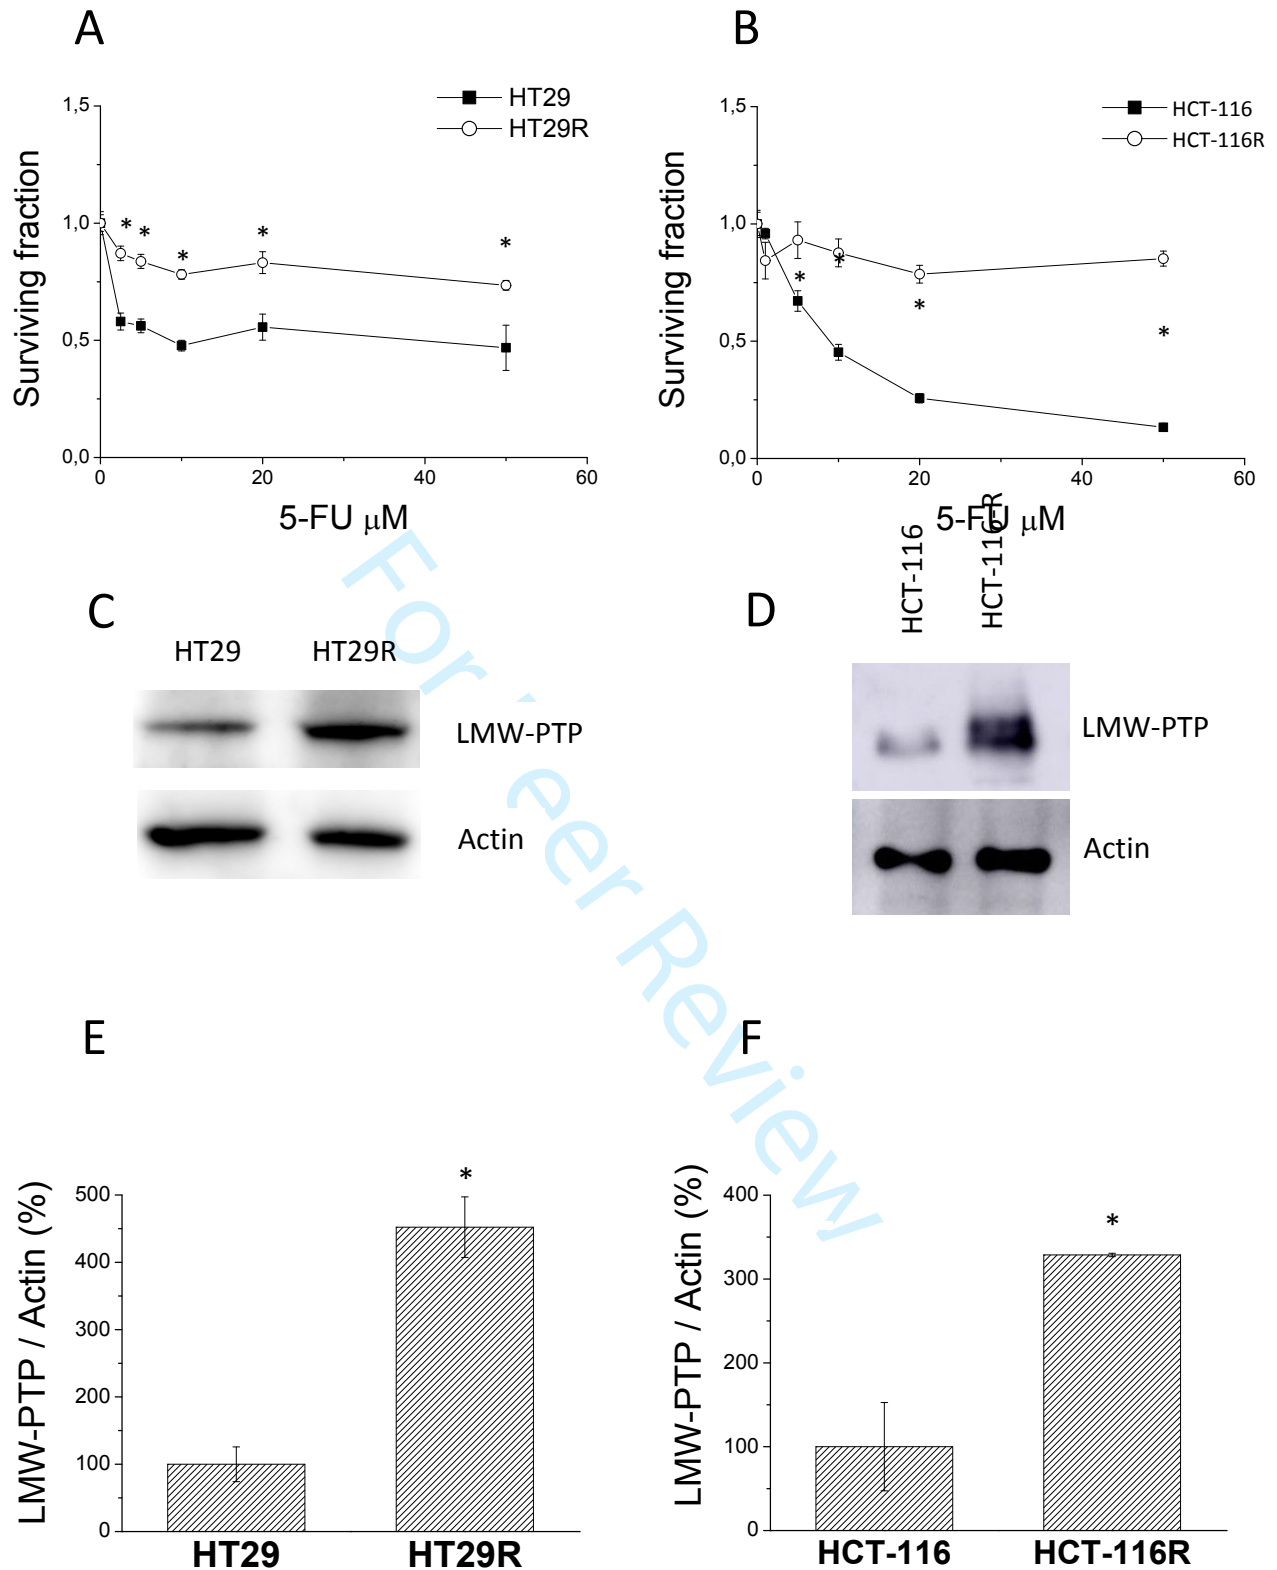 A
HT29
HT29R
1,5
1,0
0,5
0,0
Surviving fraction
* * * * *
0 20 40 60
5-FU μM
B
HCT-116
HCT-116R
1,5
1,0
0,5
0,0
Surviving fraction
* * * *
0 20 40 60
5-FU μM
C
HT29 HT29R
LMW-PTP
Actin
D
HCT-116 HCT-116-R
LMW-PTP
Actin
For Peer Review
E
*
500
400
300
200
100
0
LMW-PTP / Actin (%)
HT29 HT29R
F
*
400
300
200
100
0
LMW-PTP / Actin (%)
HCT-116 HCT-116R